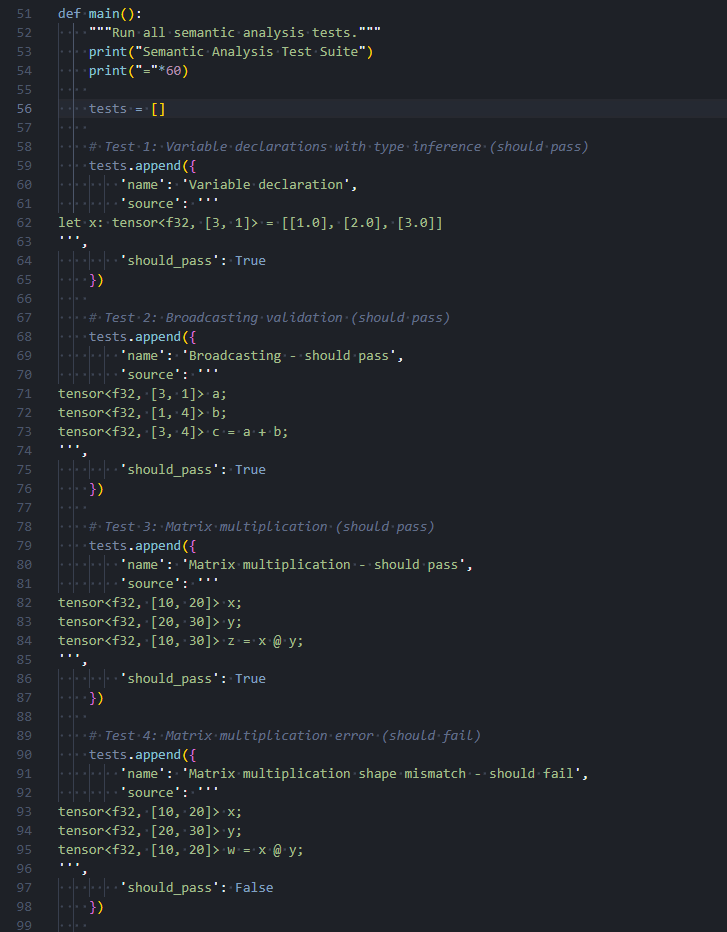 51 def main():
52     """Run all semantic analysis tests."""
53     print("Semantic Analysis Test Suite")
54     print("="*60)
55
56     tests = []
57
58     # Test 1: Variable declarations with type inference (should pass)
59     tests.append({
60         'name': 'Variable declaration',
61         'source': '''
62 let x: tensor<f32, [3, 1]> = [[1.0], [2.0], [3.0]]
63 ''',
64         'should_pass': True
65     })
66
67     # Test 2: Broadcasting validation (should pass)
68     tests.append({
69         'name': 'Broadcasting - should pass',
70         'source': '''
71 tensor<f32, [3, 1]> a;
72 tensor<f32, [1, 4]> b;
73 tensor<f32, [3, 4]> c = a + b;
74 ''',
75         'should_pass': True
76     })
77
78     # Test 3: Matrix multiplication (should pass)
79     tests.append({
80         'name': 'Matrix multiplication - should pass',
81         'source': '''
82 tensor<f32, [10, 20]> x;
83 tensor<f32, [20, 30]> y;
84 tensor<f32, [10, 30]> z = x @ y;
85 ''',
86         'should_pass': True
87     })
88
89     # Test 4: Matrix multiplication error (should fail)
90     tests.append({
91         'name': 'Matrix multiplication shape mismatch - should fail',
92         'source': '''
93 tensor<f32, [10, 20]> x;
94 tensor<f32, [20, 30]> y;
95 tensor<f32, [10, 20]> w = x @ y;
96 ''',
97         'should_pass': False
98     })
99